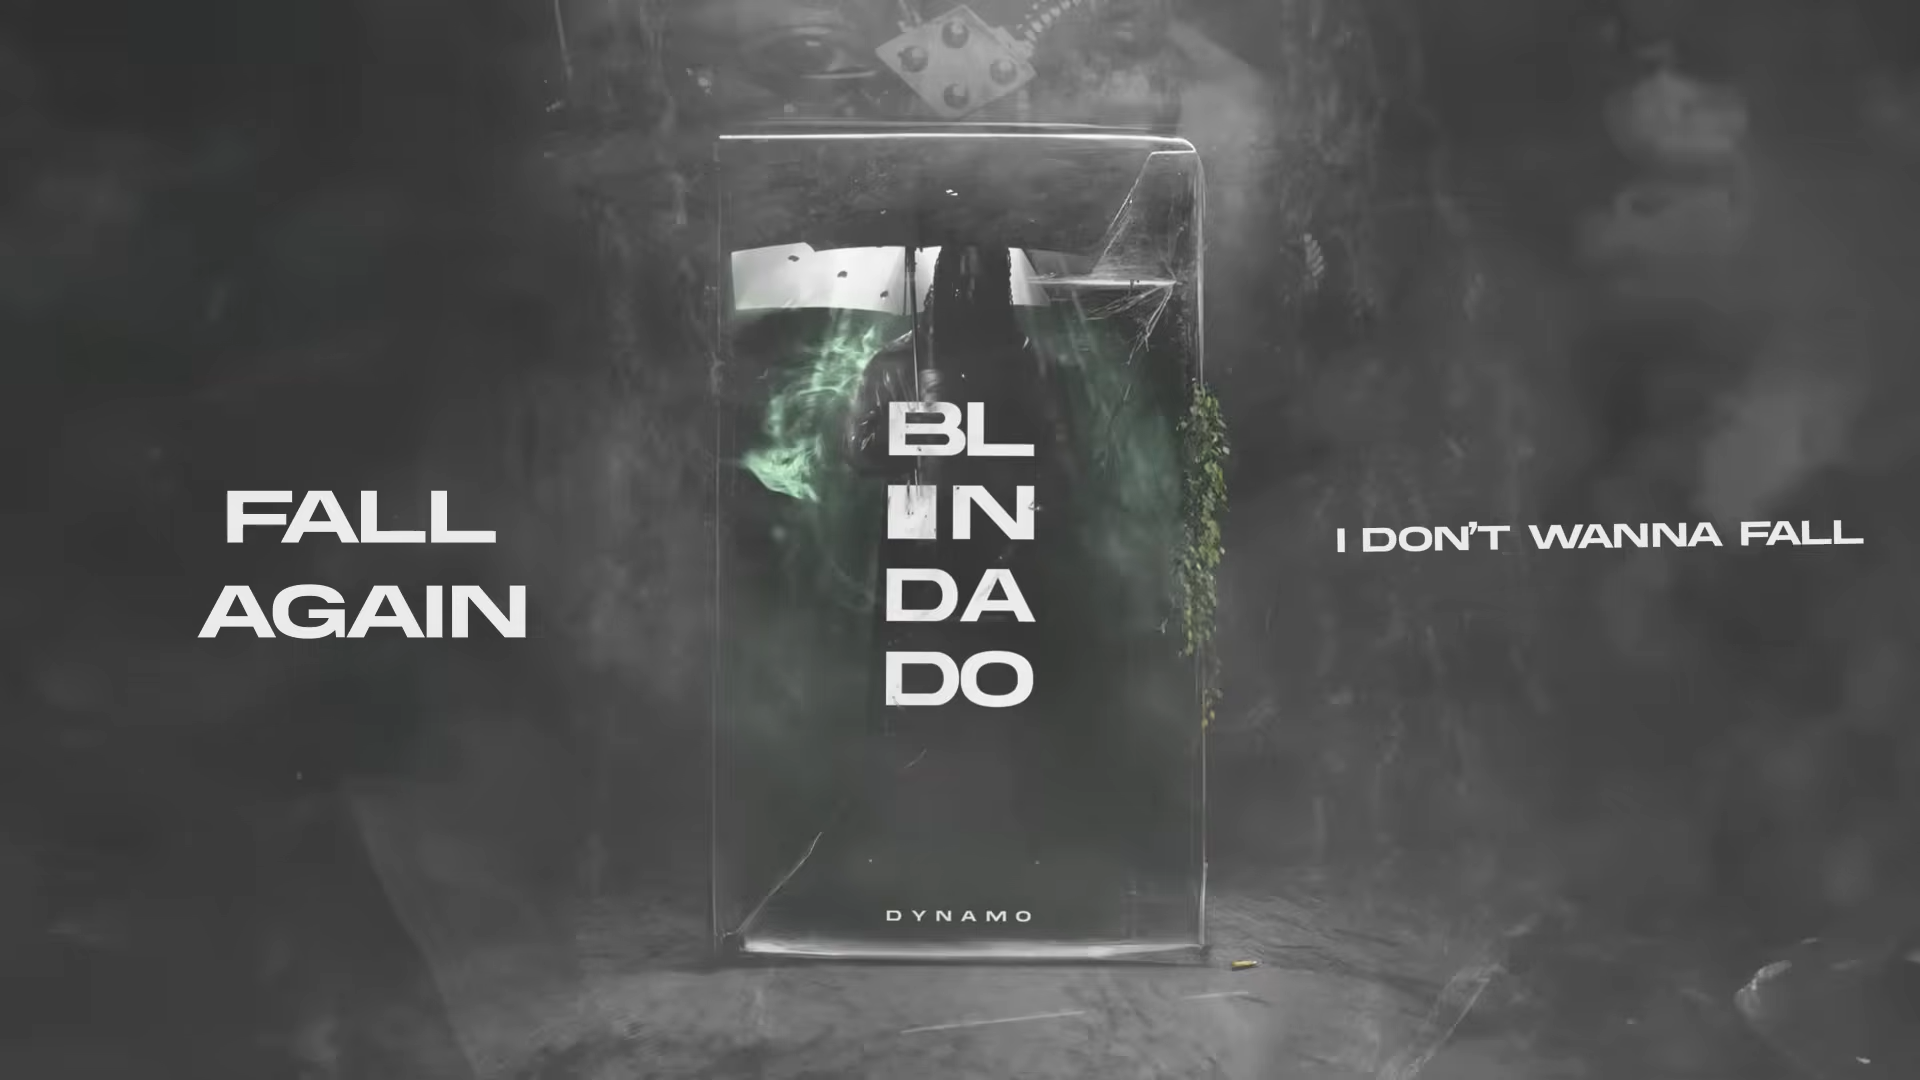 FALL
AGAIN
BL
IN
DA
DO
DYNAMO
I DON'T WANNA FALL